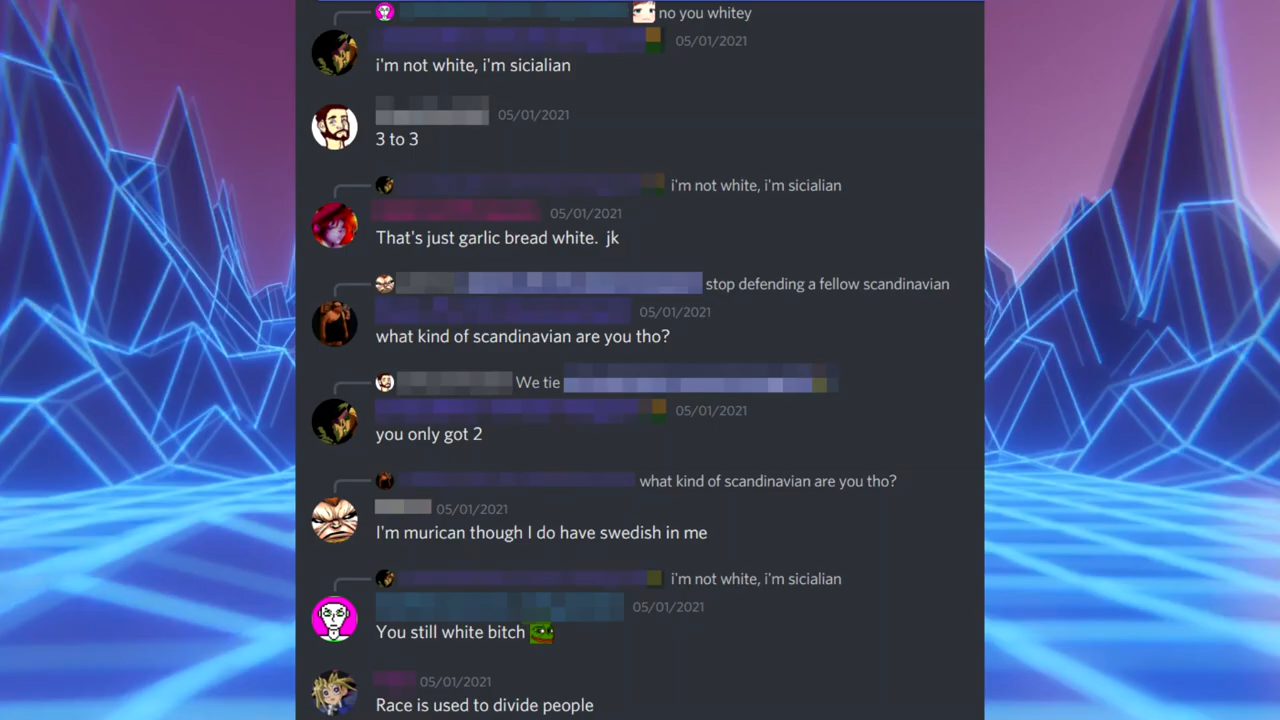 no you whitey
05/01/2021
i'm not white, i'm sicialian
05/01/2021
3 to 3
i'm not white, i'm sicialian
05/01/2021
That's just garlic bread white. jk
stop defending a fellow scandinavian
05/01/2021
what kind of scandinavian are you tho?
We tie
05/01/2021
you only got 2
what kind of scandinavian are you tho?
05/01/2021
I'm murican though I do have swedish in me
i'm not white, i'm sicialian
05/01/2021
You still white bitch
05/01/2021
Race is used to divide people